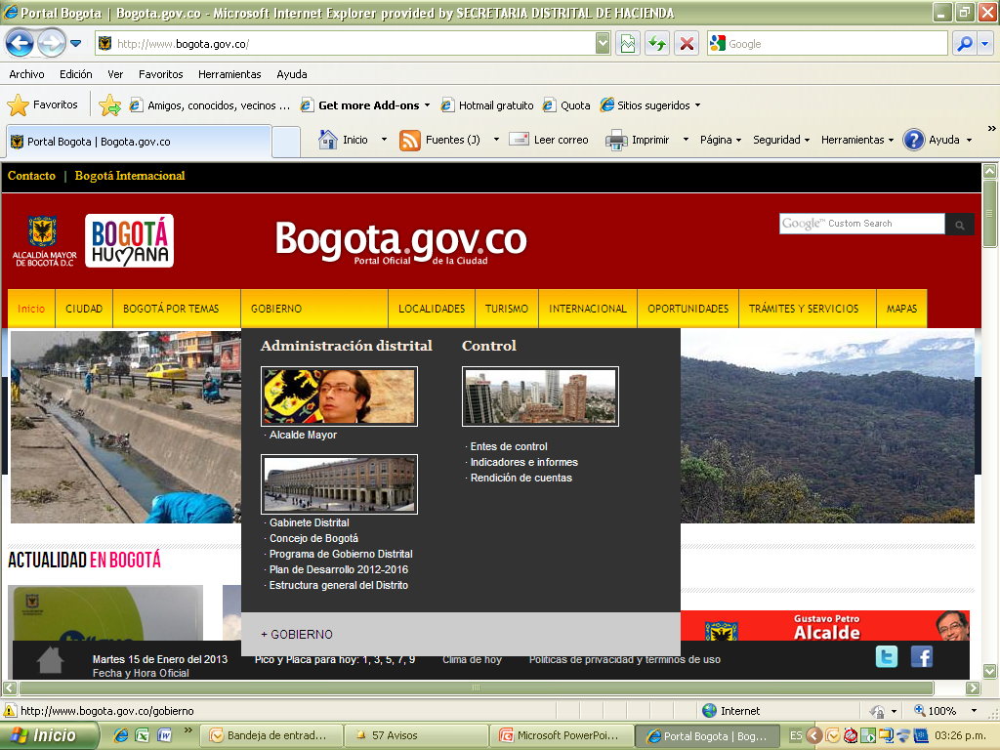 Portal Bogota | Bogota.gov.co - Microsoft Internet Explorer provided by SECRETARIA DISTRITAL DE HACIENDA
http://www.bogota.gov.co/
Google
Archivo Edición Ver Favoritos Herramientas Ayuda
Favoritos Amigos, conocidos, vecinos ... Get more Add-ons Hotmail gratuito Quota Sitios sugeridos
Portal Bogota | Bogota.gov.co Inicio Fuentes (J) Leer correo Imprimir Página Seguridad Herramientas Ayuda »
Contacto | Bogotá Internacional
ALCALDÍA MAYOR
DE BOGOTÁ D.C
BOGOTÁ
HUMANA
Bogota.gov.co
Portal Oficial de la Ciudad
Google™ Custom Search
Inicio CIUDAD BOGOTÁ POR TEMAS GOBIERNO LOCALIDADES TURISMO INTERNACIONAL OPORTUNIDADES TRÁMITES Y SERVICIOS MAPAS
Administración distrital
· Alcalde Mayor
· Gabinete Distrital
· Concejo de Bogotá
· Programa de Gobierno Distrital
· Plan de Desarrollo 2012-2016
· Estructura general del Distrito
Control
· Entes de control
· Indicadores e informes
· Rendición de cuentas
+ GOBIERNO
ACTUALIDAD EN BOGOTÁ
Gustavo Petro
Alcalde
Martes 15 de Enero del 2013
Fecha y Hora Oficial
Pico y Placa para hoy: 1, 3, 5, 7, 9 Clima de hoy Políticas de privacidad y términos de uso
http://www.bogota.gov.co/gobierno Internet 100%
Inicio » Bandeja de entrad... 57 Avisos Microsoft PowerPoi... Portal Bogota | Bog... ES 03:26 p.m.